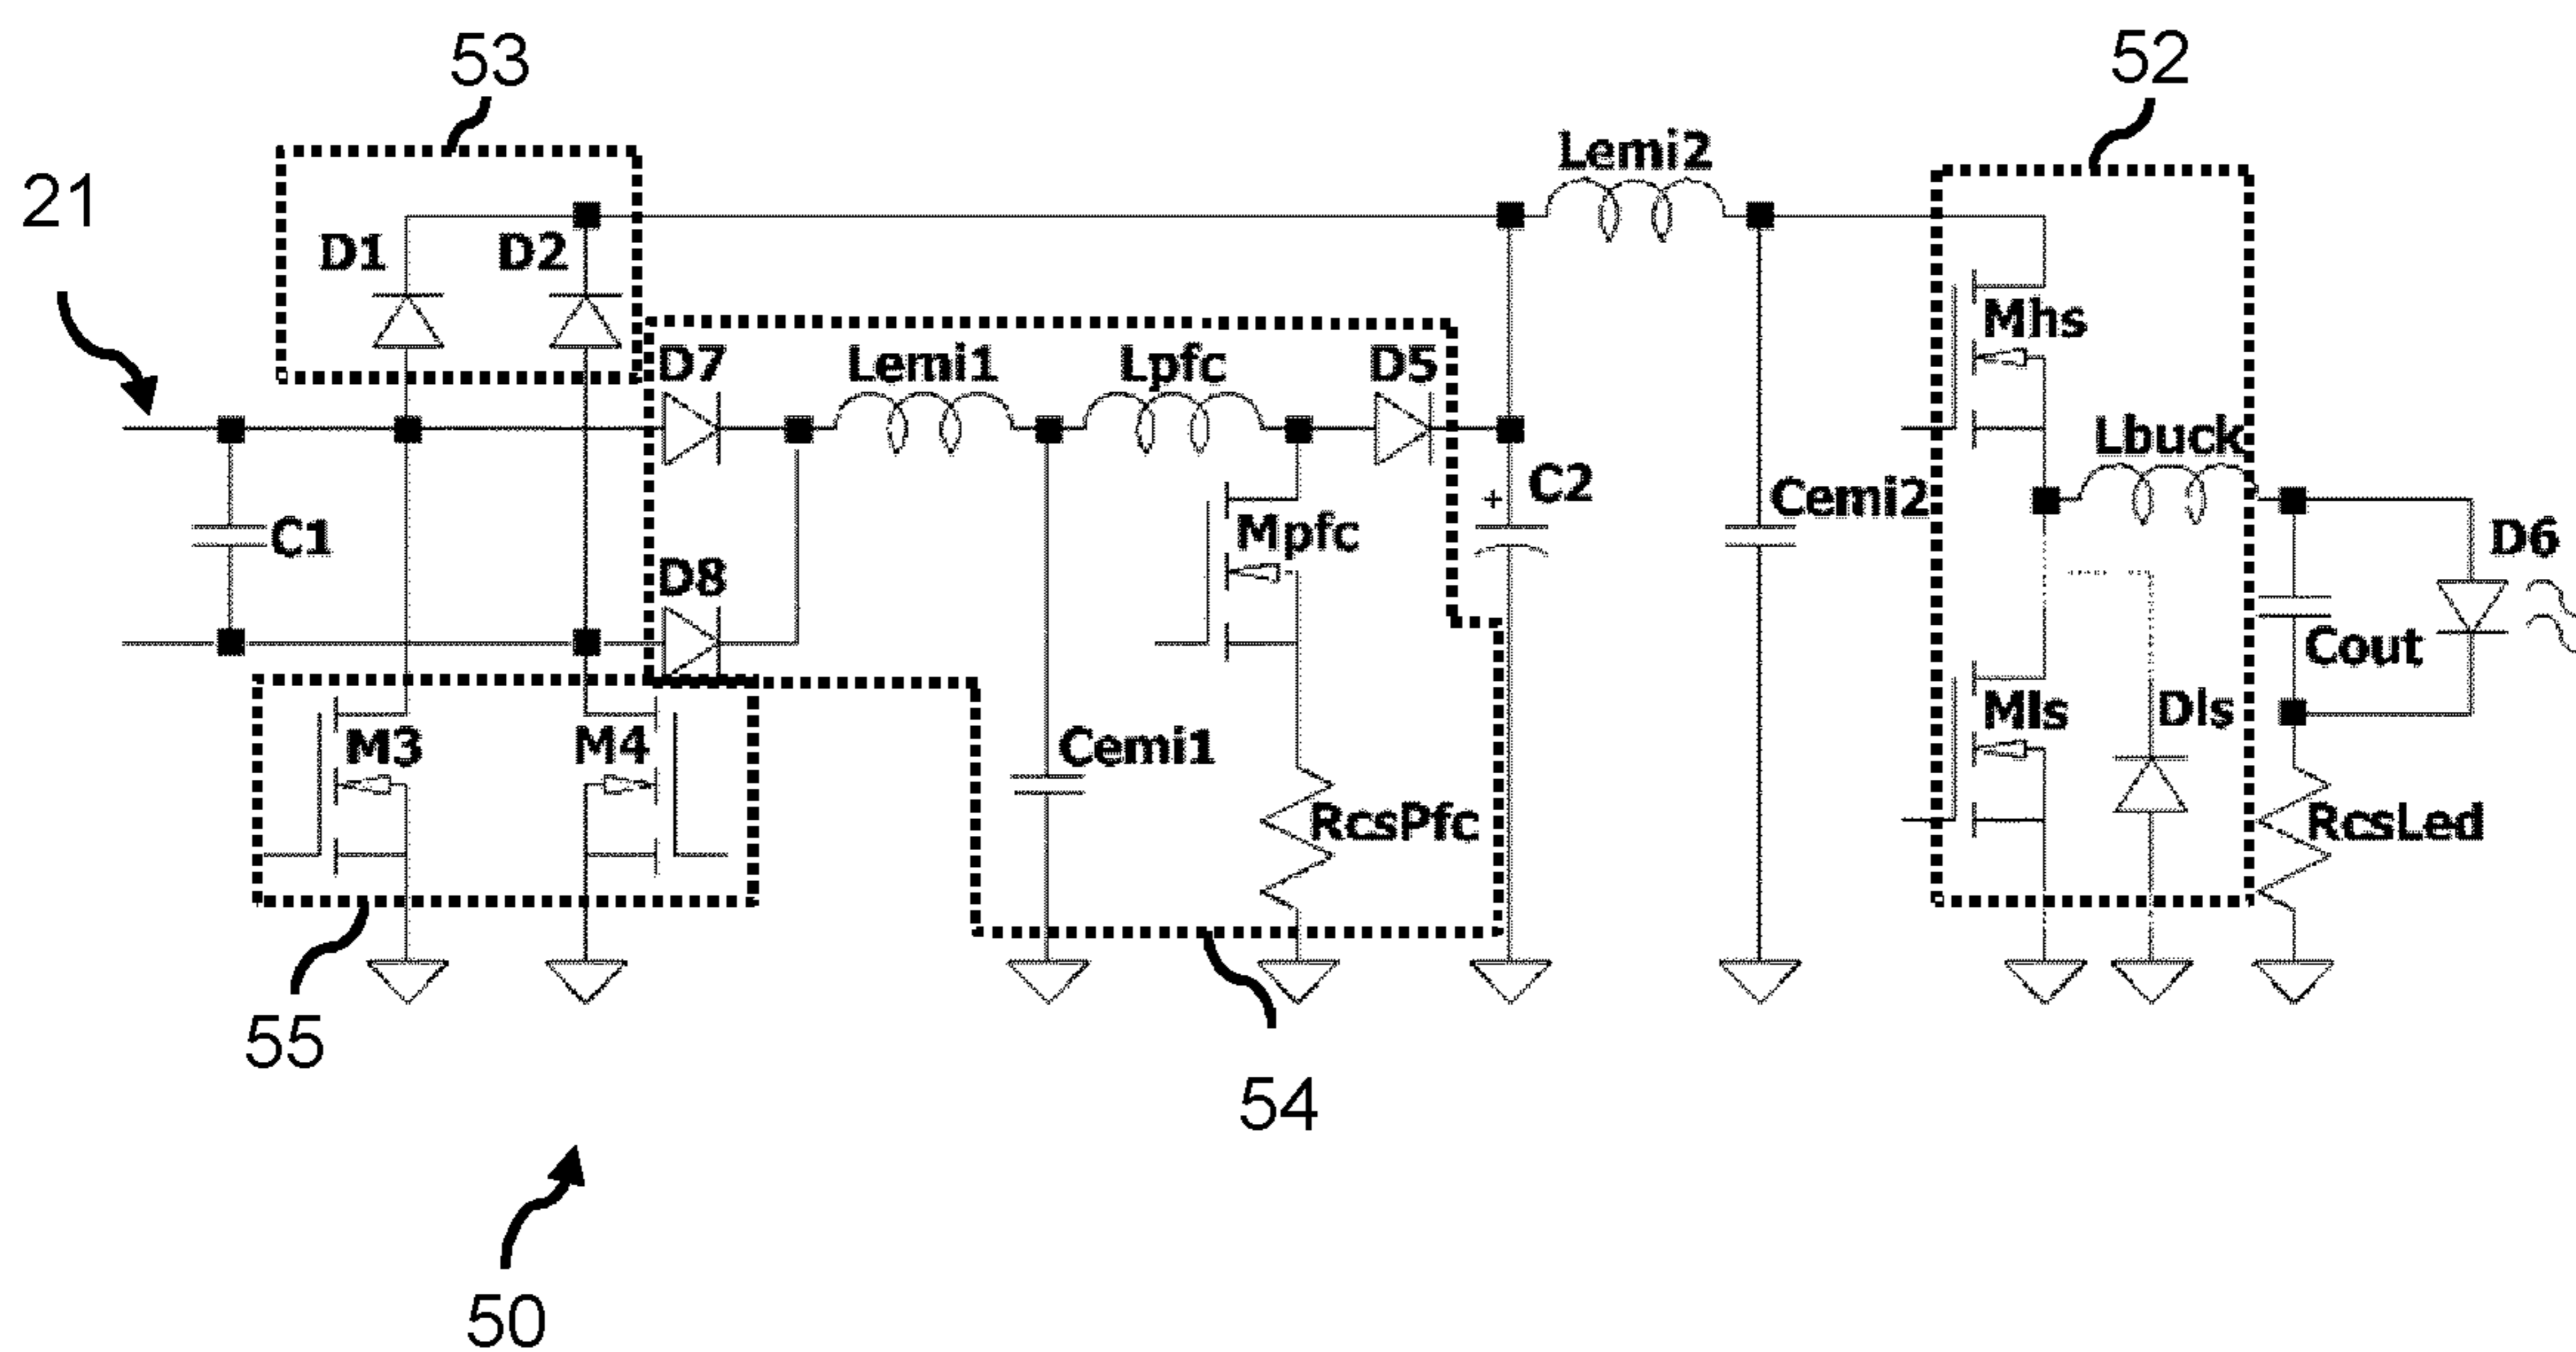 53
52
21
Lemi2
D1
D2
Mhs
D7
Lemi1
Lpfc
D5
Lbuck
C2
Cemi2
C1
Mpfc
D6
D8
Cout
M3
M4
Cemi1
Mls
Dls
+
RcsPfc
RcsLed
55
54
50